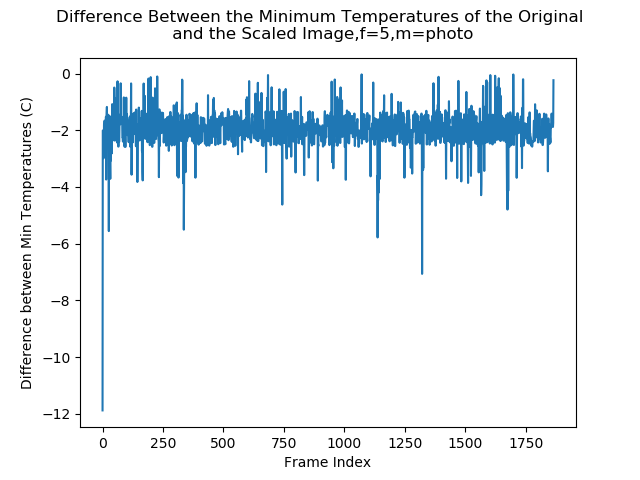 Difference Between the Minimum Temperatures of the Original
and the Scaled Image,f=5,m=photo
Difference between Min Temperatures (C)
0
−2
−4
−6
−8
−10
−12
0 250 500 750 1000 1250 1500 1750
Frame Index